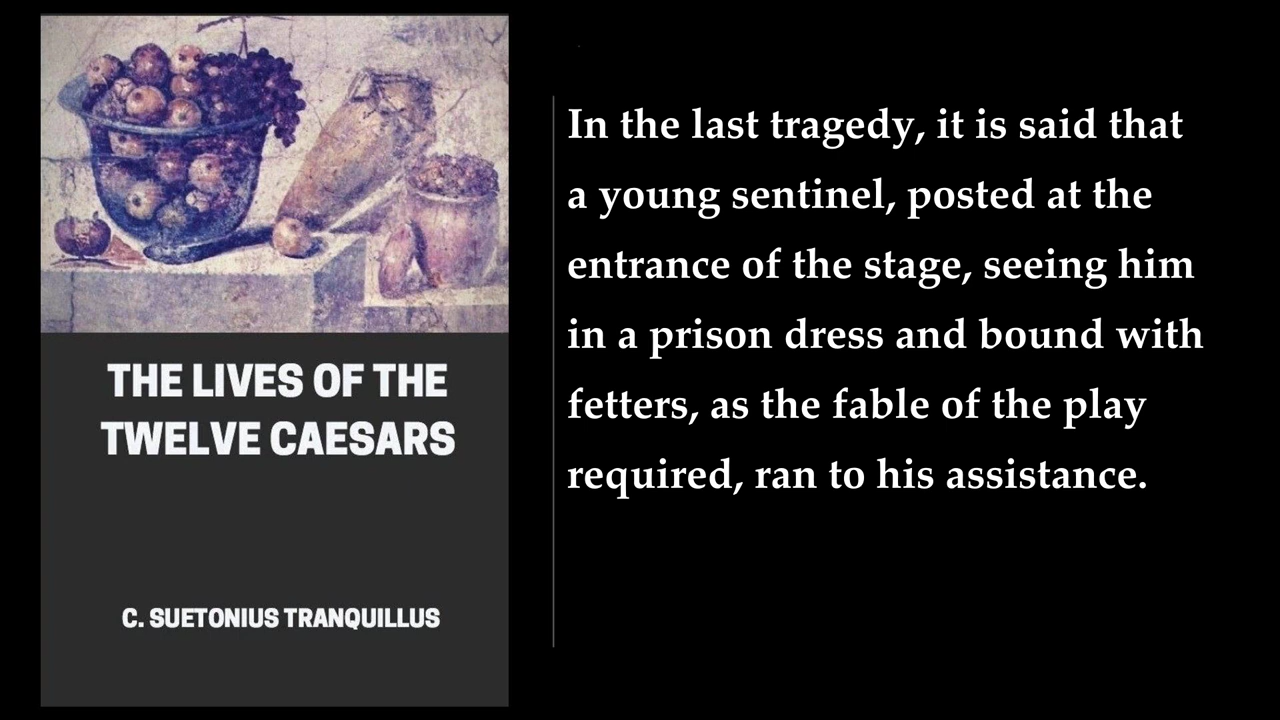 THE LIVES OF THE
TWELVE CAESARS
C. SUETONIUS TRANQUILLUS
In the last tragedy, it is said that
a young sentinel, posted at the
entrance of the stage, seeing him
in a prison dress and bound with
fetters, as the fable of the play
required, ran to his assistance.